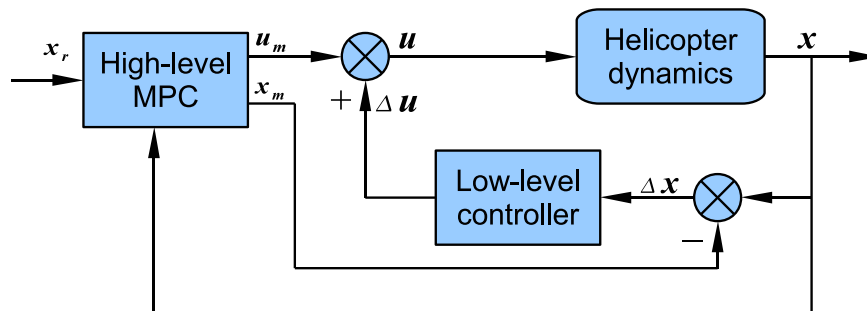 x_r
High-level
MPC
u_m
x_m
u
Helicopter
dynamics
x
+
Δu
Low-level
controller
Δx
−